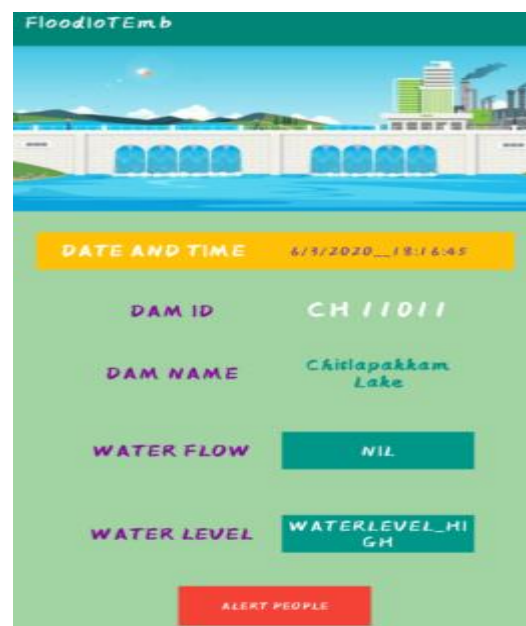 FloodIoTEmb
DATE AND TIME 6/3/2020__18:16:45
DAM ID CH 11011
DAM NAME Chitlapakkam
Lake
WATER FLOW NIL
WATER LEVEL WATERLEVEL_HI
GH
ALERT PEOPLE